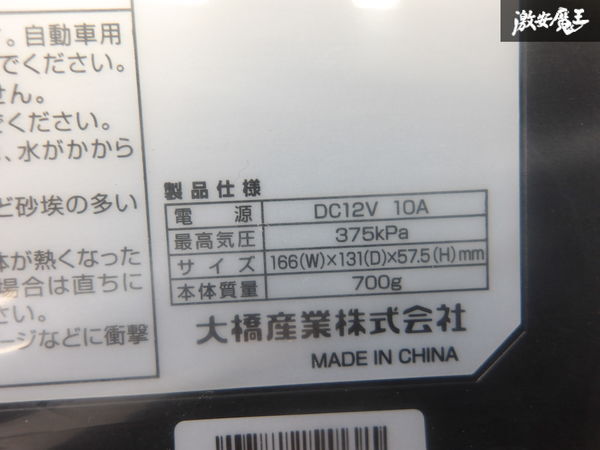 激安魔王
。自動車用
でください。
せん。
でください。
、水がかから
ど砂埃の多い
体が熱くなった
場合は直ちに
さい。
ージなどに衝撃
製品仕様
電源 DC12V 10A
最高気圧 375kPa
サイズ 166(W)×131(D)×57.5(H)mm
本体質量 700g
大橋産業株式会社
MADE IN CHINA